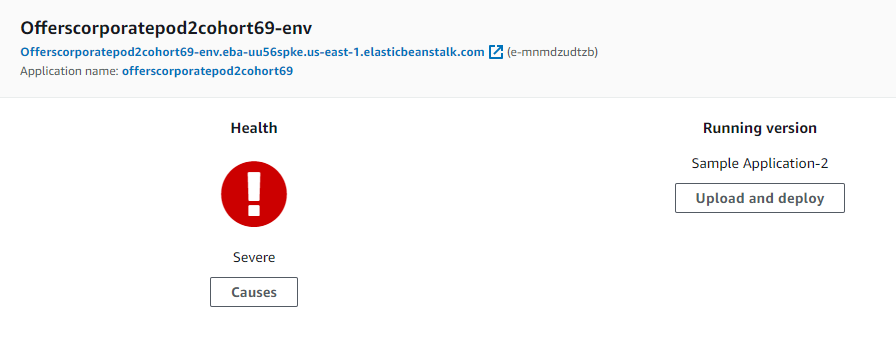 Offerscorporatepod2cohort69-env
Offerscorporatepod2cohort69-env.eba-uu56spke.us-east-1.elasticbeanstalk.com (e-mnmdzudtzb)
Application name: offerscorporatepod2cohort69
Health
Running version
Sample Application-2
Upload and deploy
Severe
Causes